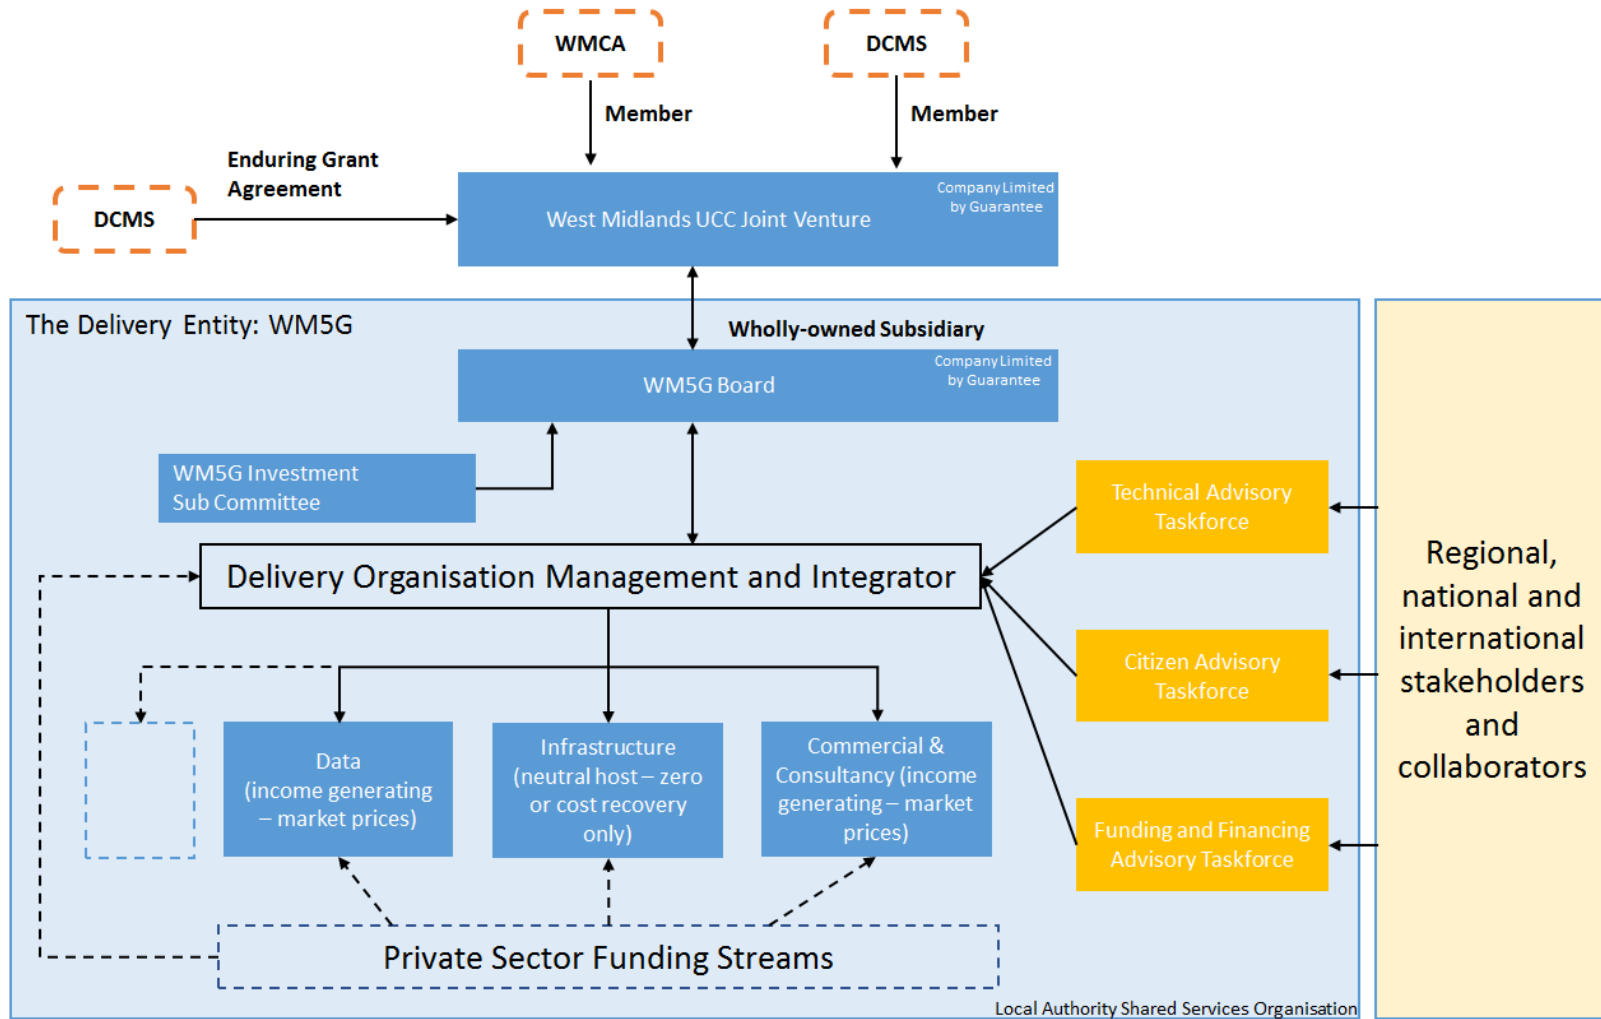 WMCA
DCMS
Member
Member
Enduring Grant
Agreement
DCMS
Company Limited
by Guarantee
West Midlands UCC Joint Venture
The Delivery Entity: WM5G
Wholly-owned Subsidiary
Company Limited
by Guarantee
WM5G Board
WM5G Investment
Sub Committee
Technical Advisory
Taskforce
Delivery Organisation Management and Integrator
Citizen Advisory
Taskforce
Regional,
national and
international
stakeholders
and
collaborators
Data
(income generating
– market prices)
Infrastructure
(neutral host – zero
or cost recovery
only)
Commercial &
Consultancy (income
generating – market
prices)
Funding and Financing
Advisory Taskforce
Private Sector Funding Streams
Local Authority Shared Services Organisation